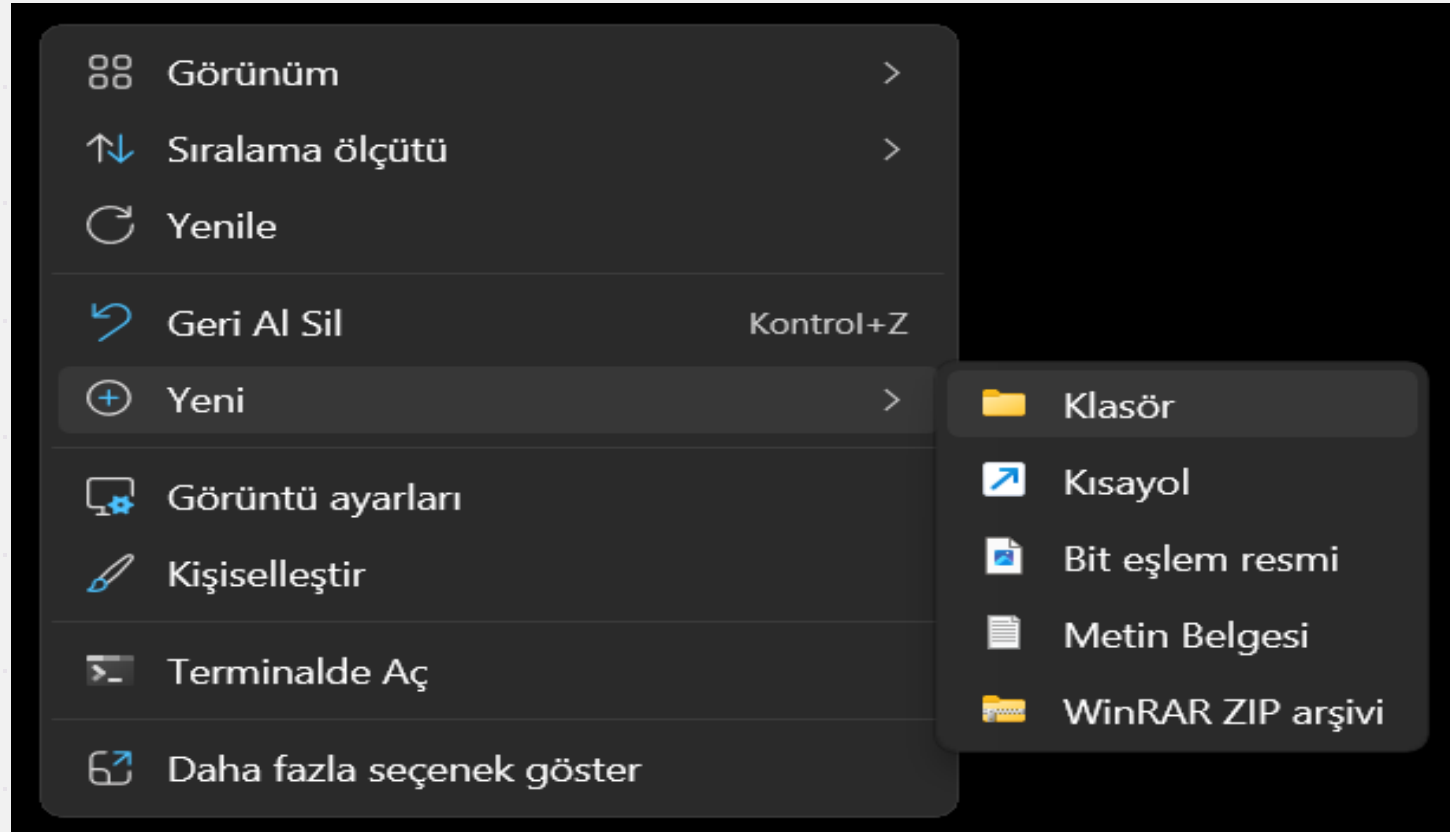 Görünüm
Sıralama ölçütü
Yenile
Geri Al Sil Kontrol+Z
Yeni
Görüntü ayarları
Kişiselleştir
Terminalde Aç
Daha fazla seçenek göster
Klasör
Kısayol
Bit eşlem resmi
Metin Belgesi
WinRAR ZIP arşivi